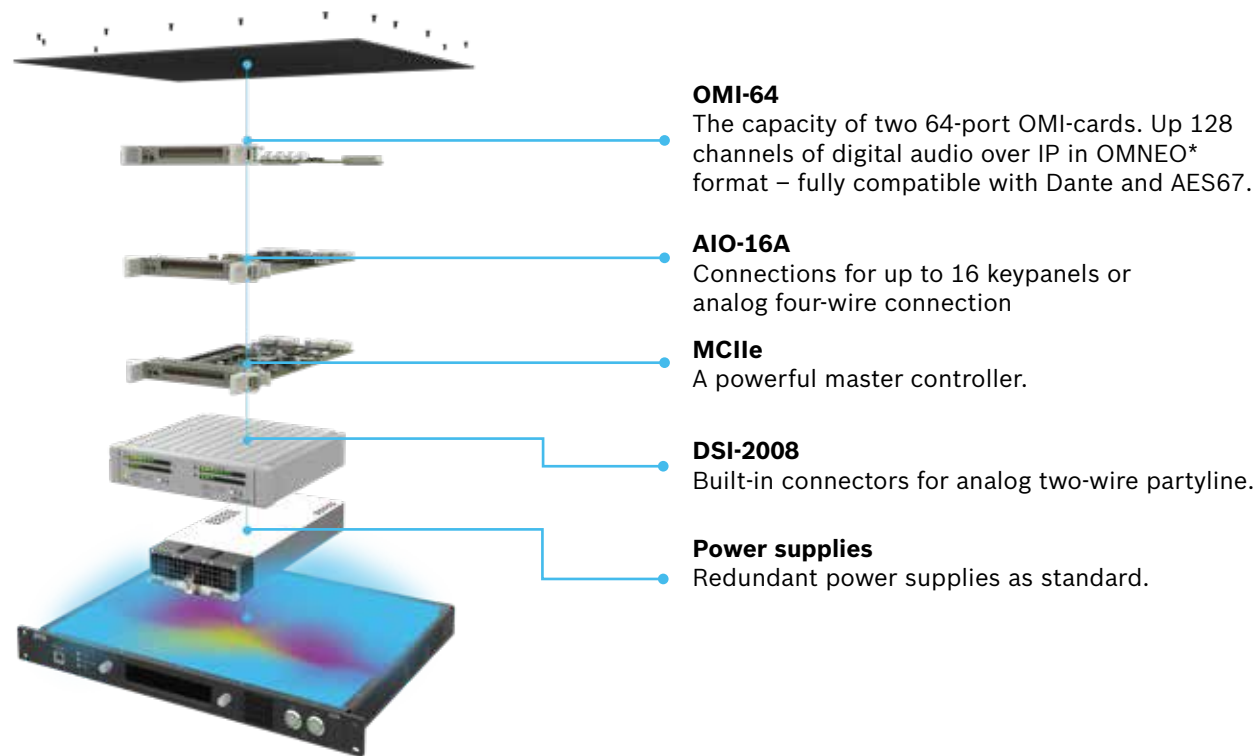 OMI-64
The capacity of two 64-port OMI-cards. Up 128
channels of digital audio over IP in OMNEO*
format – fully compatible with Dante and AES67.
AIO-16A
Connections for up to 16 keypanels or
analog four-wire connection
MCIIe
A powerful master controller.
DSI-2008
Built-in connectors for analog two-wire partyline.
Power supplies
Redundant power supplies as standard.